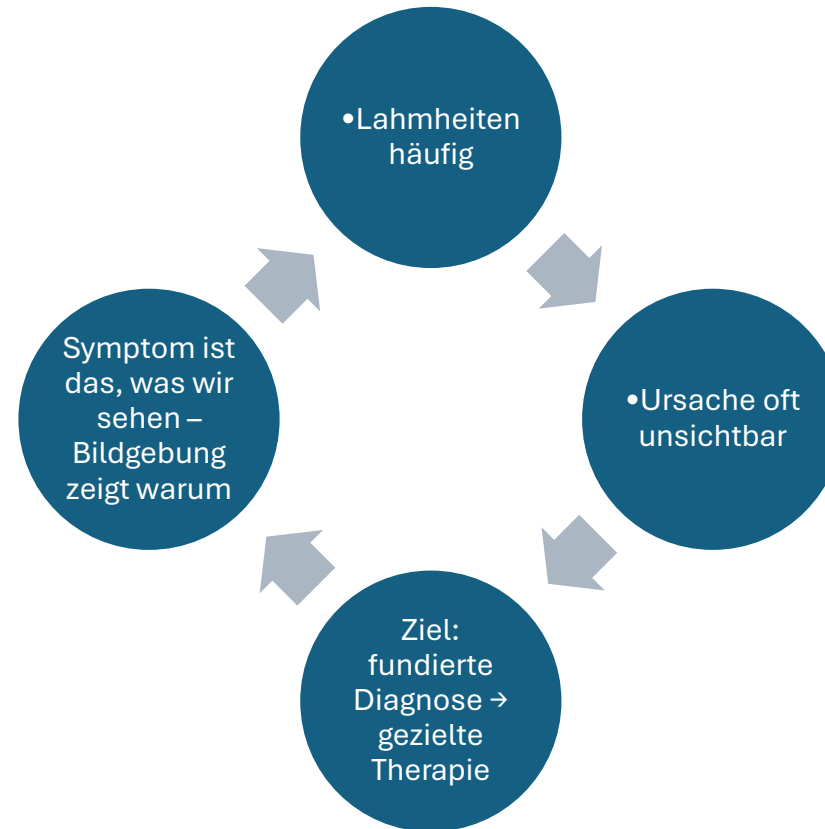 •Lahmheiten
häufig
•Ursache oft
unsichtbar
Ziel:
fundierte
Diagnose →
gezielte
Therapie
Symptom ist
das, was wir
sehen –
Bildgebung
zeigt warum